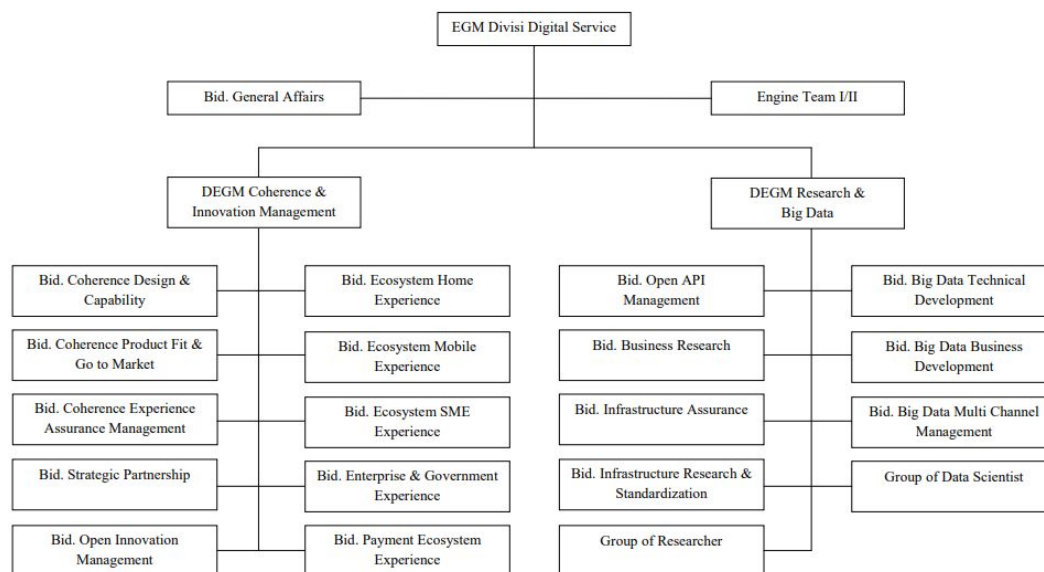 EGM Divisi Digital Service
Bid. General Affairs
Engine Team I/II
DEGM Coherence &
Innovation Management
DEGM Research &
Big Data
Bid. Coherence Design &
Capability
Bid. Ecosystem Home
Experience
Bid. Open API
Management
Bid. Big Data Technical
Development
Bid. Coherence Product Fit &
Go to Market
Bid. Ecosystem Mobile
Experience
Bid. Business Research
Bid. Big Data Business
Development
Bid. Coherence Experience
Assurance Management
Bid. Ecosystem SME
Experience
Bid. Infrastructure Assurance
Bid. Big Data Multi Channel
Management
Bid. Strategic Partnership
Bid. Enterprise & Government
Experience
Bid. Infrastructure Research &
Standardization
Group of Data Scientist
Bid. Open Innovation
Management
Bid. Payment Ecosystem
Experience
Group of Researcher